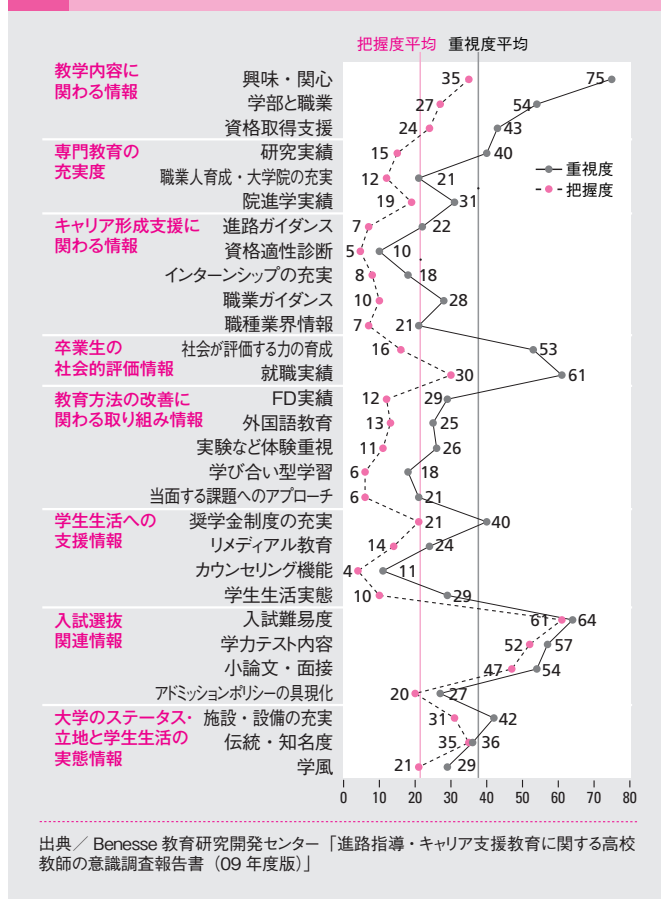 把握度平均 重視度平均
教学内容に
関わる情報
興味・関心 35 75
学部と職業 27 54
資格取得支援 24 43
専門教育の
充実度
研究実績 15 40
職業人育成・大学院の充実 12 21
院進学実績 19 31
重視度
把握度
キャリア形成支援に
関わる情報
進路ガイダンス 7 22
資格適性診断 5 10
インターンシップの充実 8 18
職業ガイダンス 10 28
職種業界情報 7 21
卒業生の
社会的評価情報
社会が評価する力の育成 16 53
就職実績 30 61
教育方法の改善に
関わる取り組み情報
FD実績 12 29
外国語教育 13 25
実験など体験重視 11 26
学び合い型学習 6 18
当面する課題へのアプローチ 6 21
学生生活への
支援情報
奨学金制度の充実 21 40
リメディアル教育 14 24
カウンセリング機能 4 11
学生生活実態 10 29
入試選抜
関連情報
入試難易度 61 64
学力テスト内容 52 57
小論文・面接 47 54
アドミッションポリシーの具現化 20 27
大学のステータス・
立地と学生生活の
実態情報
施設・設備の充実 31 42
伝統・知名度 35 36
学風 21 29
0 10 20 30 40 50 60 70 80
出典／ Benesse 教育研究開発センター「進路指導・キャリア支援教育に関する高校
教師の意識調査報告書（09 年度版）」